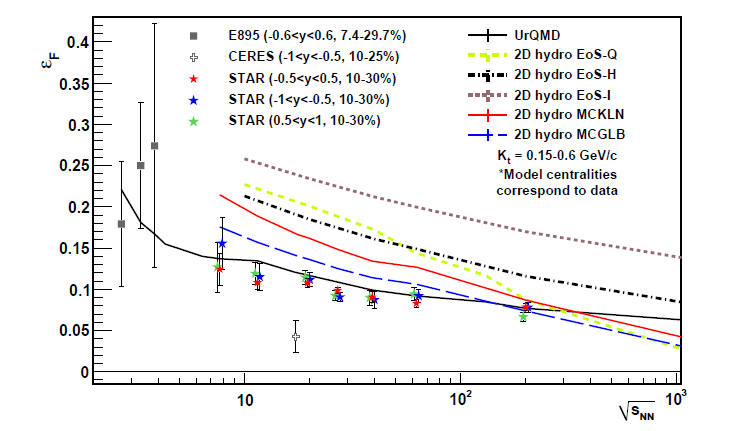 ε_F
0.4
0.35
0.3
0.25
0.2
0.15
0.1
0.05
0
E895 (-0.6<y<0.6, 7.4-29.7%)
CERES (-1<y<-0.5, 10-25%)
STAR (-0.5<y<0.5, 10-30%)
STAR (-1<y<-0.5, 10-30%)
STAR (0.5<y<1, 10-30%)
UrQMD
2D hydro EoS-Q
2D hydro EoS-H
2D hydro EoS-I
2D hydro MCKLN
2D hydro MCGLB
K_t = 0.15-0.6 GeV/c
*Model centralities
correspond to data
10
10²
10³
√s_NN